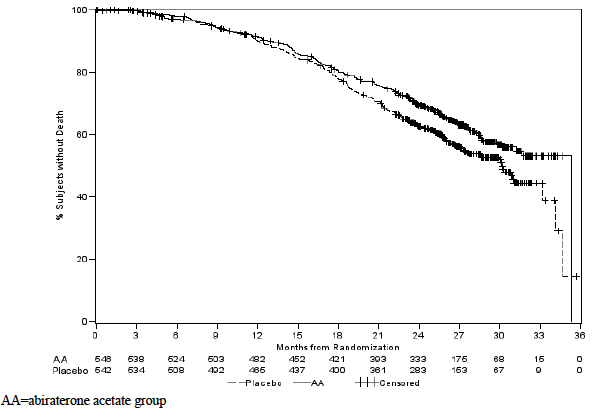 100
80
60
40
20
0
% Subjects without Death
0 3 6 9 12 15 18 21 24 27 30 33 36
Months from Randomization
AA 546 538 524 503 482 452 421 393 333 175 68 15 0
Placebo 542 534 508 492 465 437 400 361 283 153 67 9 0
Placebo AA Censored
AA=abiraterone acetate group